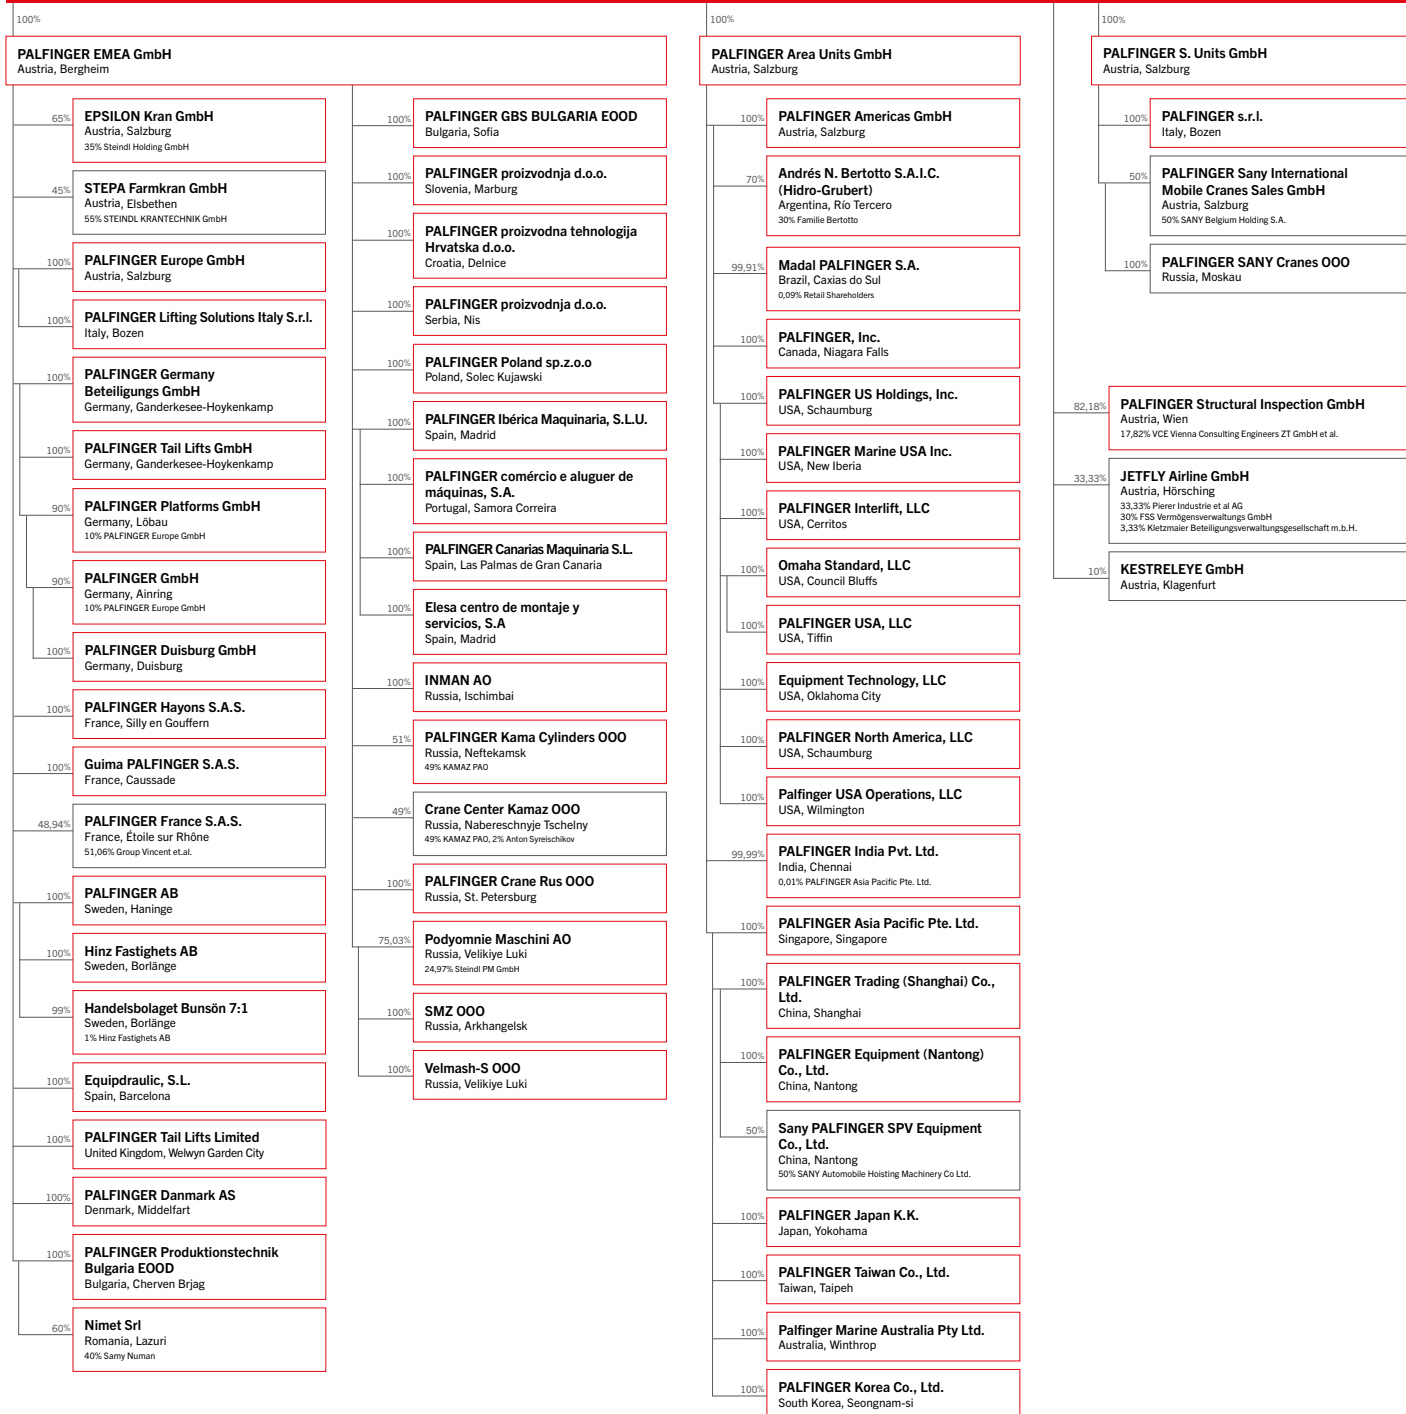 100%
PALFINGER EMEA GmbH
Austria, Bergheim
65%
EPSILON Kran GmbH
Austria, Salzburg
35% Steindl Holding GmbH
45%
STEPA Farmkran GmbH
Austria, Elsbethen
55% STEINDL KRANTECHNIK GmbH
100%
PALFINGER Europe GmbH
Austria, Salzburg
100%
PALFINGER Lifting Solutions Italy S.r.l.
Italy, Bozen
100%
PALFINGER Germany
Beteiligungs GmbH
Germany, Ganderkesee-Hoykenkamp
100%
PALFINGER Tail Lifts GmbH
Germany, Ganderkesee-Hoykenkamp
90%
PALFINGER Platforms GmbH
Germany, Löbau
10% PALFINGER Europe GmbH
90%
PALFINGER GmbH
Germany, Ainring
10% PALFINGER Europe GmbH
100%
PALFINGER Duisburg GmbH
Germany, Duisburg
100%
PALFINGER Hayons S.A.S.
France, Silly en Gouffern
100%
Guima PALFINGER S.A.S.
France, Caussade
48,94%
PALFINGER France S.A.S.
France, Étoile sur Rhône
51,06% Group Vincent et.al.
100%
PALFINGER AB
Sweden, Haninge
100%
Hinz Fastighets AB
Sweden, Borlänge
99%
Handelsbolaget Bunsön 7:1
Sweden, Borlänge
1% Hinz Fastighets AB
100%
Equipdraulic, S.L.
Spain, Barcelona
100%
PALFINGER Tail Lifts Limited
United Kingdom, Welwyn Garden City
100%
PALFINGER Danmark AS
Denmark, Middelfart
100%
PALFINGER Produktionstechnik
Bulgaria EOOD
Bulgaria, Cherven Brjag
60%
Nimet Srl
Romania, Lazuri
40% Samy Numan
100%
PALFINGER GBS BULGARIA EOOD
Bulgaria, Sofia
100%
PALFINGER proizvodnja d.o.o.
Slovenia, Marburg
100%
PALFINGER proizvodna tehnologija
Hrvatska d.o.o.
Croatia, Delnice
100%
PALFINGER proizvodnja d.o.o.
Serbia, Nis
100%
PALFINGER Poland sp.z.o.o
Poland, Solec Kujawski
100%
PALFINGER Ibérica Maquinaria, S.L.U.
Spain, Madrid
100%
PALFINGER comércio e aluguer de
máquinas, S.A.
Portugal, Samora Correira
100%
PALFINGER Canarias Maquinaria S.L.
Spain, Las Palmas de Gran Canaria
100%
Elesa centro de montaje y
servicios, S.A
Spain, Madrid
100%
INMAN AO
Russia, Ischimbai
51%
PALFINGER Kama Cylinders OOO
Russia, Neftekamsk
49% KAMAZ PAO
49%
Crane Center Kamaz OOO
Russia, Nabereschnyje Tschelny
49% KAMAZ PAO, 2% Anton Syreischikov
100%
PALFINGER Crane Rus OOO
Russia, St. Petersburg
75,03%
Podyomnie Maschini AO
Russia, Velikiye Luki
24,97% Steindl PM GmbH
100%
SMZ OOO
Russia, Arkhangelsk
100%
Velmash-S OOO
Russia, Velikiye Luki
100%
PALFINGER Area Units GmbH
Austria, Salzburg
100%
PALFINGER Americas GmbH
Austria, Salzburg
70%
Andrés N. Bertotto S.A.I.C.
(Hidro-Grubert)
Argentina, Río Tercero
30% Familie Bertotto
99,91%
Madal PALFINGER S.A.
Brazil, Caxias do Sul
0,09% Retail Shareholders
100%
PALFINGER, Inc.
Canada, Niagara Falls
100%
PALFINGER US Holdings, Inc.
USA, Schaumburg
100%
PALFINGER Marine USA Inc.
USA, New Iberia
100%
PALFINGER Interlift, LLC
USA, Cerritos
100%
Omaha Standard, LLC
USA, Council Bluffs
100%
PALFINGER USA, LLC
USA, Tiffin
100%
Equipment Technology, LLC
USA, Oklahoma City
100%
PALFINGER North America, LLC
USA, Schaumburg
100%
Palfinger USA Operations, LLC
USA, Wilmington
99,99%
PALFINGER India Pvt. Ltd.
India, Chennai
0,01% PALFINGER Asia Pacific Pte. Ltd.
100%
PALFINGER Asia Pacific Pte. Ltd.
Singapore, Singapore
100%
PALFINGER Trading (Shanghai) Co.,
Ltd.
China, Shanghai
100%
PALFINGER Equipment (Nantong)
Co., Ltd.
China, Nantong
50%
Sany PALFINGER SPV Equipment
Co., Ltd.
China, Nantong
50% SANY Automobile Hoisting Machinery Co Ltd.
100%
PALFINGER Japan K.K.
Japan, Yokohama
100%
PALFINGER Taiwan Co., Ltd.
Taiwan, Taipeh
100%
Palfinger Marine Australia Pty Ltd.
Australia, Winthrop
100%
PALFINGER Korea Co., Ltd.
South Korea, Seongnam-si
100%
PALFINGER S. Units GmbH
Austria, Salzburg
100%
PALFINGER s.r.l.
Italy, Bozen
50%
PALFINGER Sany International
Mobile Cranes Sales GmbH
Austria, Salzburg
50% SANY Belgium Holding S.A.
100%
PALFINGER SANY Cranes OOO
Russia, Moskau
82,18%
PALFINGER Structural Inspection GmbH
Austria, Wien
17,82% VCE Vienna Consulting Engineers ZT GmbH et al.
33,33%
JETFLY Airline GmbH
Austria, Hörsching
33,33% Pierer Industrie et al AG
30% FSS Vermögensverwaltungs GmbH
3,33% Kletzmaier Beteiligungsverwaltungsgesellschaft m.b.H.
10%
KESTRELEYE GmbH
Austria, Klagenfurt